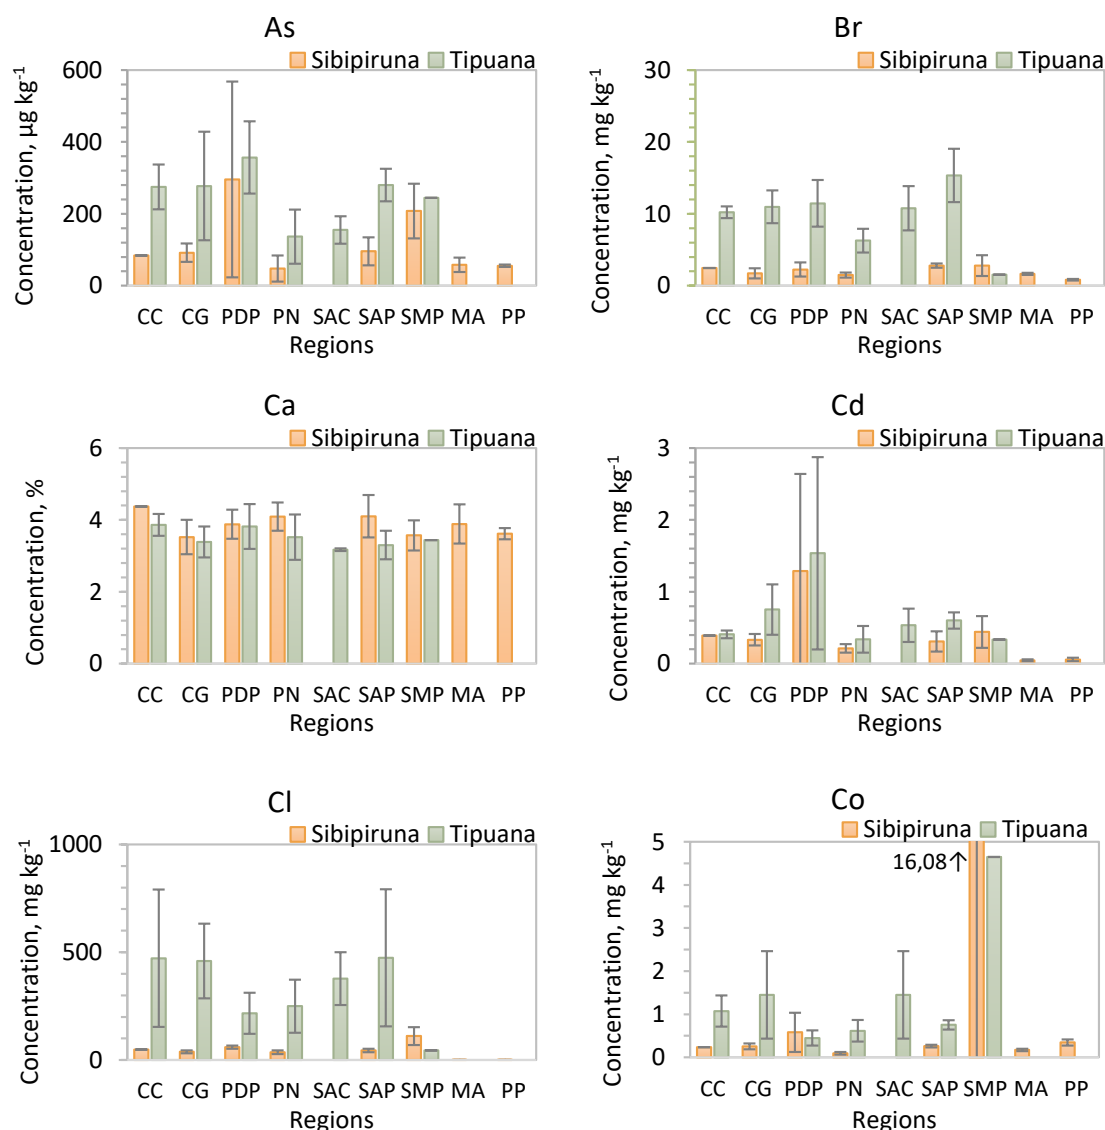 As
Sibipiruna Tipuana
Concentration, µg kg⁻¹
600
400
200
0
CC CG PDP PN SAC SAP SMP MA PP
Regions
Br
Sibipiruna Tipuana
Concentration, mg kg⁻¹
30
20
10
0
CC CG PDP PN SAC SAP SMP MA PP
Regions
Ca
Sibipiruna Tipuana
Concentration, %
6
4
2
0
CC CG PDP PN SAC SAP SMP MA PP
Regions
Cd
Sibipiruna Tipuana
Concentration, mg kg⁻¹
3
2
1
0
CC CG PDP PN SAC SAP SMP MA PP
Regions
Cl
Sibipiruna Tipuana
Concentration, mg kg⁻¹
1000
500
0
CC CG PDP PN SAC SAP SMP MA PP
Regions
Co
Sibipiruna Tipuana
Concentration, mg kg⁻¹
5
4
3
2
1
0
16,08↑
CC CG PDP PN SAC SAP SMP MA PP
Regions